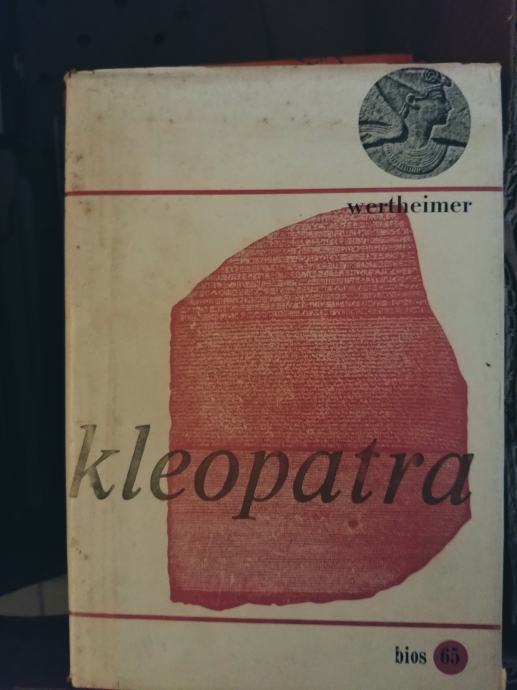 wertheimer
kleopatra
bios 65